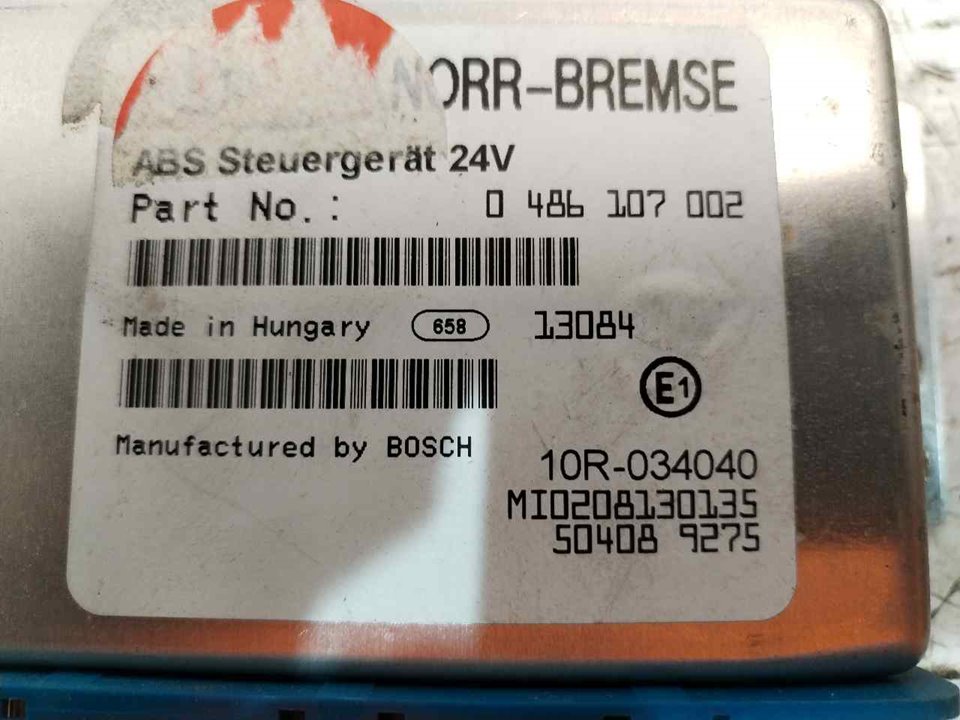 NORR-BREMSE
ABS Steuergerät 24V
Part No.: 0 486 107 002
Made in Hungary 658 13084
E1
Manufactured by BOSCH
10R-034040
MI0208130135
50408 9275